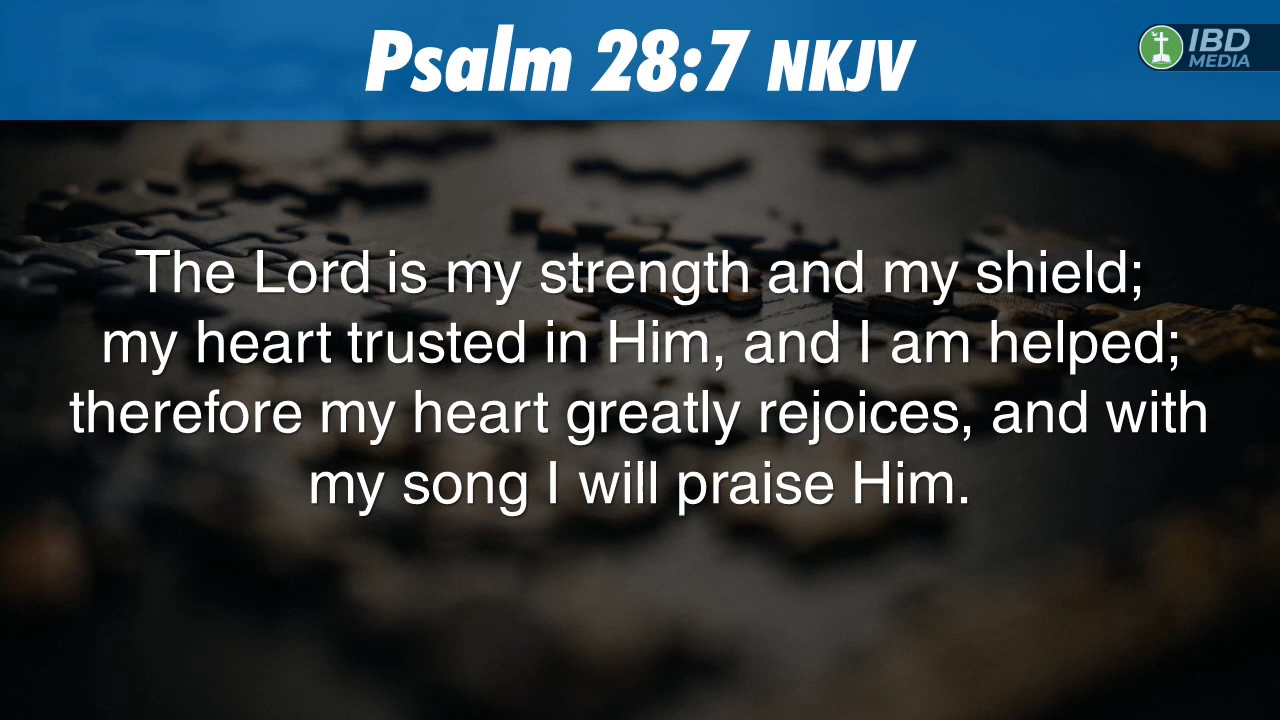 Psalm 28:7 NKJV
IBD
MEDIA
The Lord is my strength and my shield;
my heart trusted in Him, and I am helped;
therefore my heart greatly rejoices, and with
my song I will praise Him.